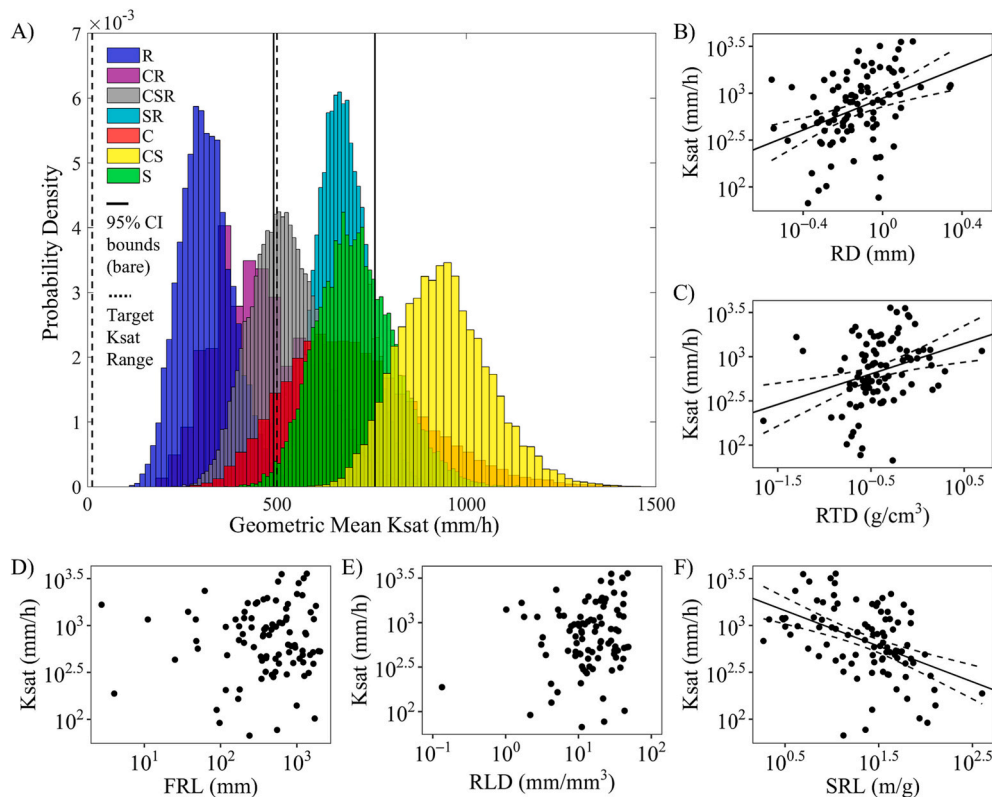 A)
×10⁻³
7
6
5
4
3
2
1
0
Probability Density
R
CR
CSR
SR
C
CS
S
95% CI
bounds
(bare)
Target
Ksat
Range
0
500
1000
1500
Geometric Mean Ksat (mm/h)
B)
Ksat (mm/h)
10^3.5
10^3
10^2.5
10^2
10^−0.4
10^0
10^0.4
RD (mm)
C)
Ksat (mm/h)
10^3.5
10^3
10^2.5
10^2
10^−1.5
10^−0.5
10^0.5
RTD (g/cm³)
D)
Ksat (mm/h)
10^3.5
10^3
10^2.5
10^2
10^1
10^2
10^3
FRL (mm)
E)
Ksat (mm/h)
10^3.5
10^3
10^2.5
10^2
10^−1
10^0
10^1
10^2
RLD (mm/mm³)
F)
Ksat (mm/h)
10^3.5
10^3
10^2.5
10^2
10^0.5
10^1.5
10^2.5
SRL (m/g)